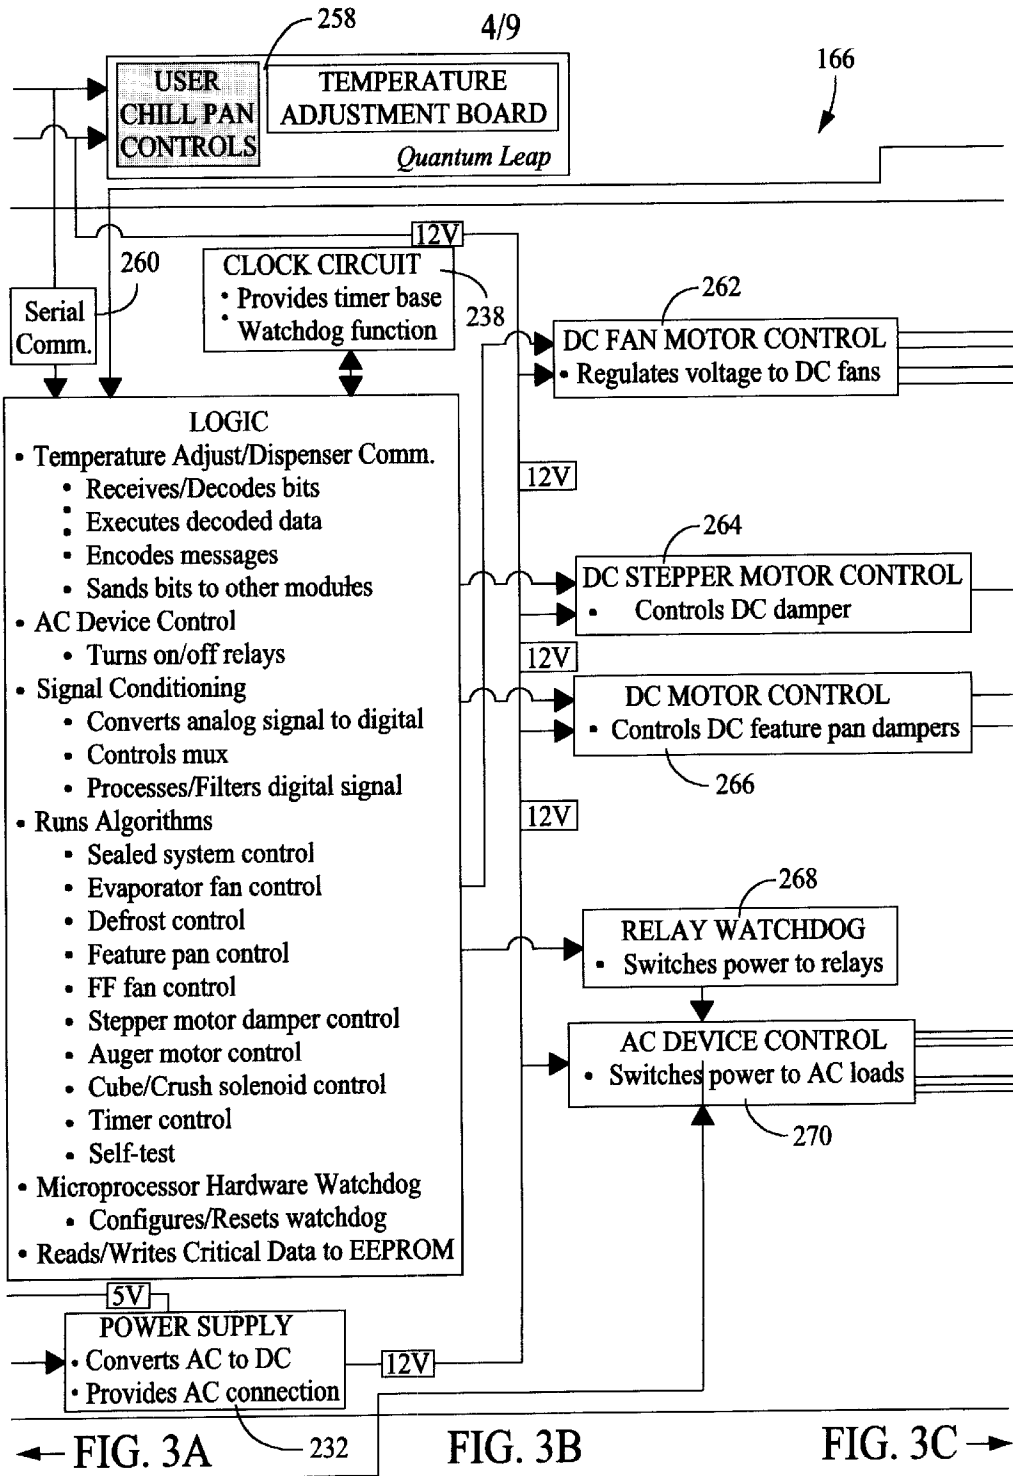 4/9
258
USER
CHILL PAN
CONTROLS
TEMPERATURE
ADJUSTMENT BOARD
Quantum Leap
166
12V
260
CLOCK CIRCUIT
• Provides timer base
• Watchdog function
238
Serial
Comm.
262
DC FAN MOTOR CONTROL
• Regulates voltage to DC fans
LOGIC
• Temperature Adjust/Dispenser Comm.
• Receives/Decodes bits
• Executes decoded data
• Encodes messages
• Sands bits to other modules
• AC Device Control
• Turns on/off relays
• Signal Conditioning
• Converts analog signal to digital
• Controls mux
• Processes/Filters digital signal
• Runs Algorithms
• Sealed system control
• Evaporator fan control
• Defrost control
• Feature pan control
• FF fan control
• Stepper motor damper control
• Auger motor control
• Cube/Crush solenoid control
• Timer control
• Self-test
• Microprocessor Hardware Watchdog
• Configures/Resets watchdog
• Reads/Writes Critical Data to EEPROM
12V
264
DC STEPPER MOTOR CONTROL
• Controls DC damper
12V
DC MOTOR CONTROL
• Controls DC feature pan dampers
266
12V
268
RELAY WATCHDOG
• Switches power to relays
AC DEVICE CONTROL
• Switches power to AC loads
270
5V
POWER SUPPLY
• Converts AC to DC
• Provides AC connection
12V
232
FIG. 3A
FIG. 3B
FIG. 3C